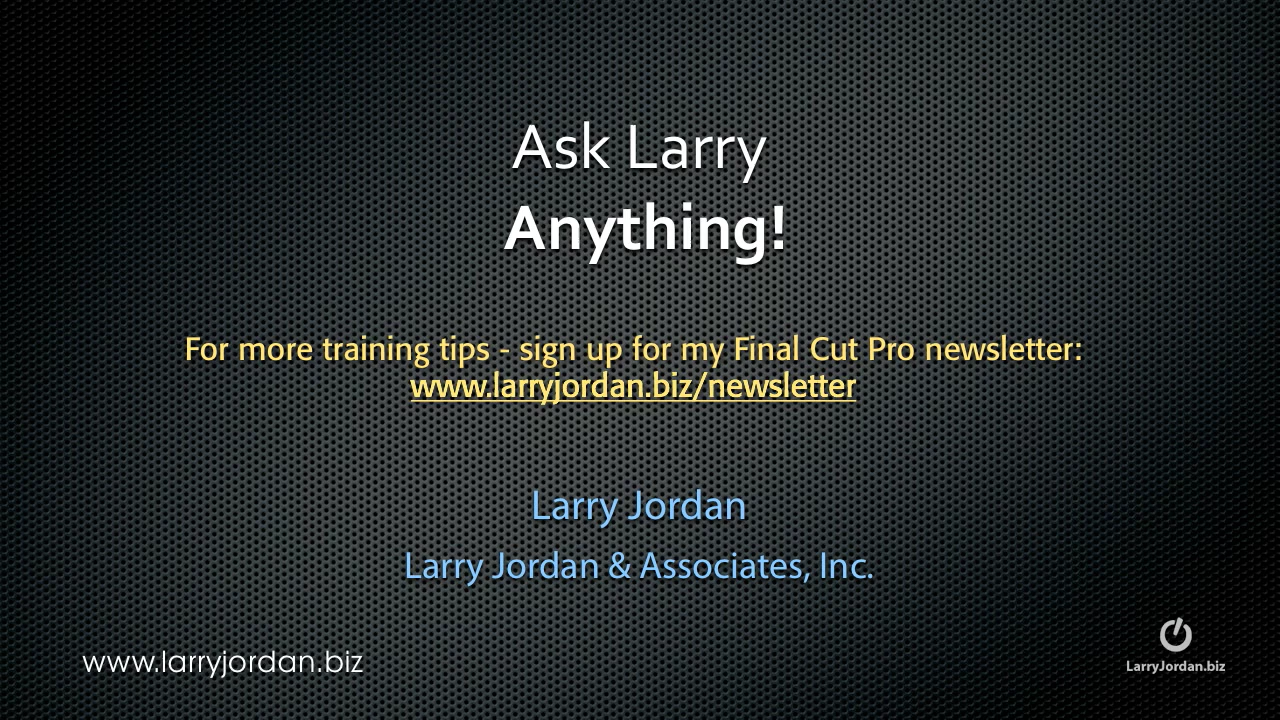 Ask Larry
Anything!
For more training tips - sign up for my Final Cut Pro newsletter:
www.larryjordan.biz/newsletter
Larry Jordan
Larry Jordan & Associates, Inc.
www.larryjordan.biz
LarryJordan.biz